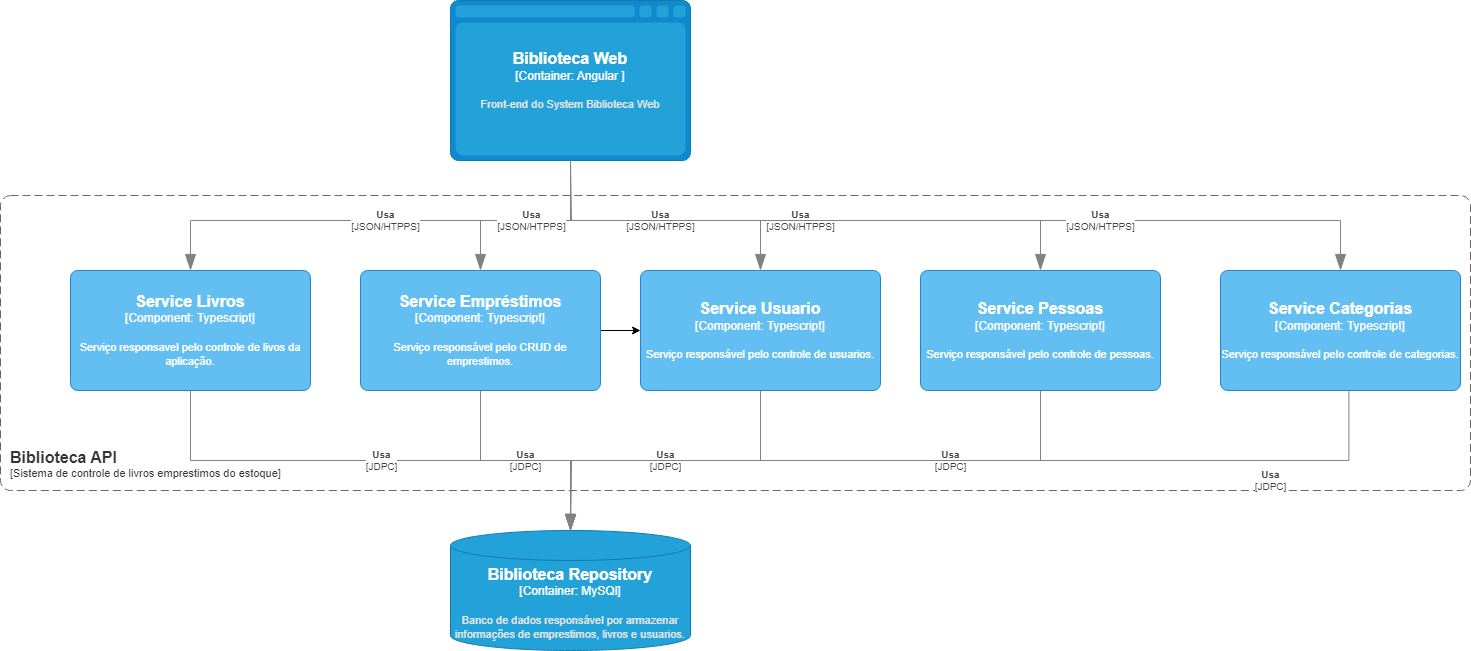 Biblioteca Web
[Container: Angular ]
Front-end do System Biblioteca Web
Usa
[JSON/HTPPS]
Usa
[JSON/HTPPS]
Usa
[JSON/HTPPS]
Usa
[JSON/HTPPS]
Usa
[JSON/HTPPS]
Service Livros
[Component: Typescript]
Serviço responsavel pelo controle de livos da
aplicação.
Service Empréstimos
[Component: Typescript]
Serviço responsável pelo CRUD de
emprestimos.
Service Usuario
[Component: Typescript]
Serviço responsável pelo controle de usuarios.
Service Pessoas
[Component: Typescript]
Serviço responsável pelo controle de pessoas.
Service Categorias
[Component: Typescript]
Serviço responsável pelo controle de categorias.
Biblioteca API
[Sistema de controle de livros emprestimos do estoque]
Usa
[JDPC]
Usa
[JDPC]
Usa
[JDPC]
Usa
[JDPC]
Usa
[JDPC]
Biblioteca Repository
[Container: MySQl]
Banco de dados responsável por armazenar
informações de emprestimos, livros e usuarios.